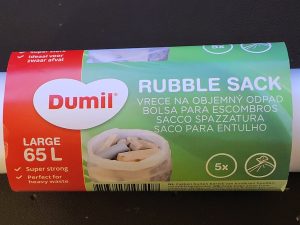 Super sterk
Ideaal voor
zwaar afval
5x
Dumil
RUBBLE SACK
VRECE NA OBJEMNÝ ODPAD
BOLSA PARA ESCOMBROS
SACCO SPAZZATURA
SACO PARA ENTULHO
LARGE
65 L
Super strong
Perfect for
heavy waste
5x